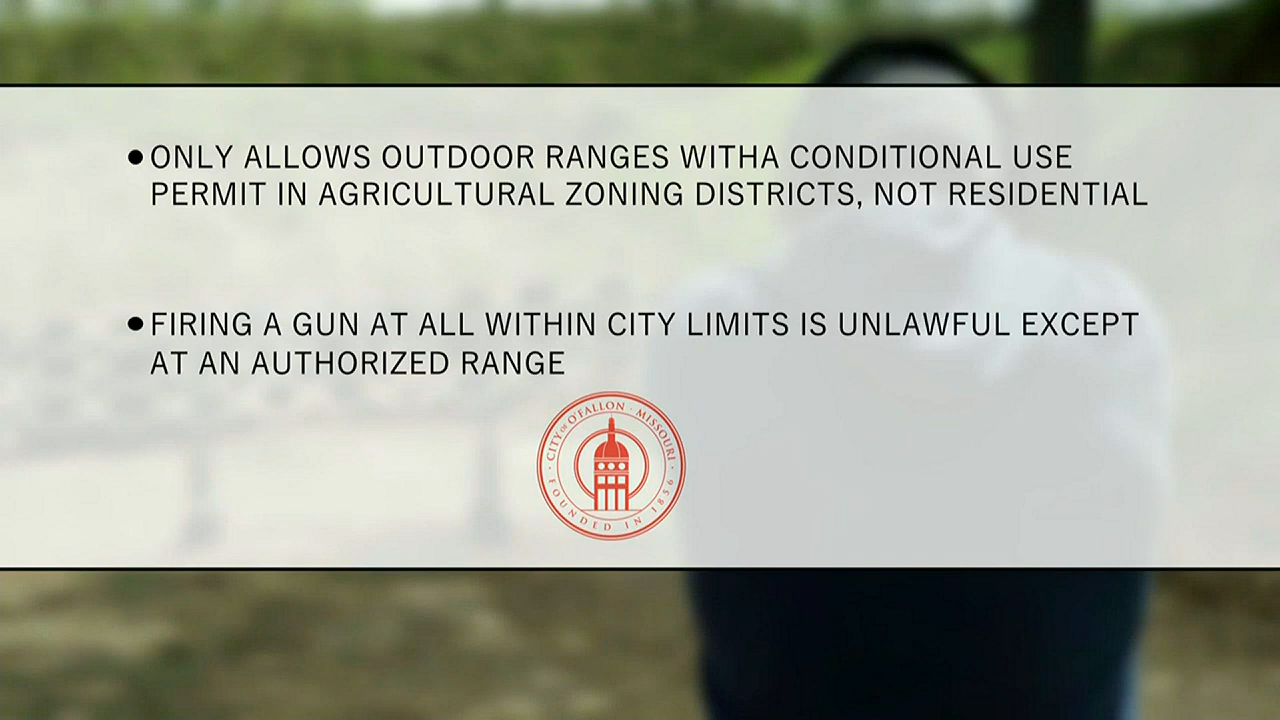 ●ONLY ALLOWS OUTDOOR RANGES WITHA CONDITIONAL USE
PERMIT IN AGRICULTURAL ZONING DISTRICTS, NOT RESIDENTIAL
●FIRING A GUN AT ALL WITHIN CITY LIMITS IS UNLAWFUL EXCEPT
AT AN AUTHORIZED RANGE
· CITY OF O'FALLON · MISSOURI ·
FOUNDED IN 1856